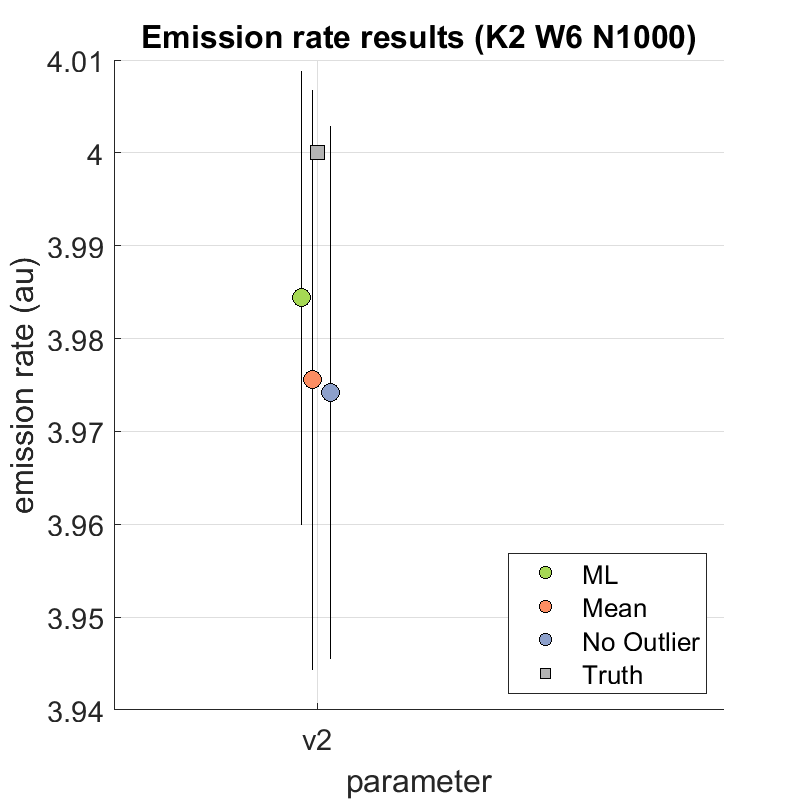 Emission rate results (K2 W6 N1000)
4.01
4
3.99
3.98
3.97
3.96
3.95
3.94
emission rate (au)
ML
Mean
No Outlier
Truth
v2
parameter